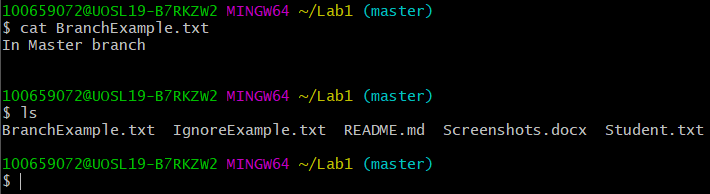 100659072@UOSL19-B7RKZW2 MINGW64 ~/Lab1 (master)
$ cat BranchExample.txt
In Master branch
100659072@UOSL19-B7RKZW2 MINGW64 ~/Lab1 (master)
$ ls
BranchExample.txt  IgnoreExample.txt  README.md  Screenshots.docx  Student.txt
100659072@UOSL19-B7RKZW2 MINGW64 ~/Lab1 (master)
$